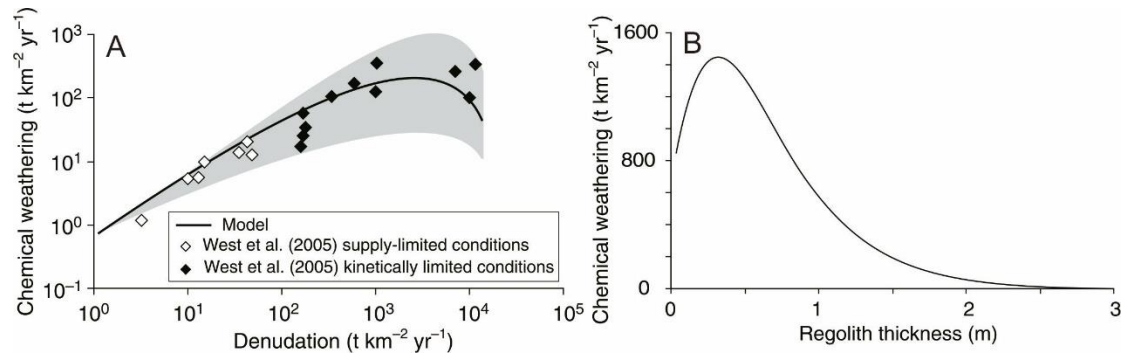 A
Chemical weathering (t km⁻² yr⁻¹)
10³
10²
10¹
10⁰
10⁻¹
Model
West et al. (2005) supply-limited conditions
West et al. (2005) kinetically limited conditions
10⁰ 10¹ 10² 10³ 10⁴ 10⁵
Denudation (t km⁻² yr⁻¹)
B
Chemical weathering (t km⁻² yr⁻¹)
1600
800
0
0 1 2 3
Regolith thickness (m)